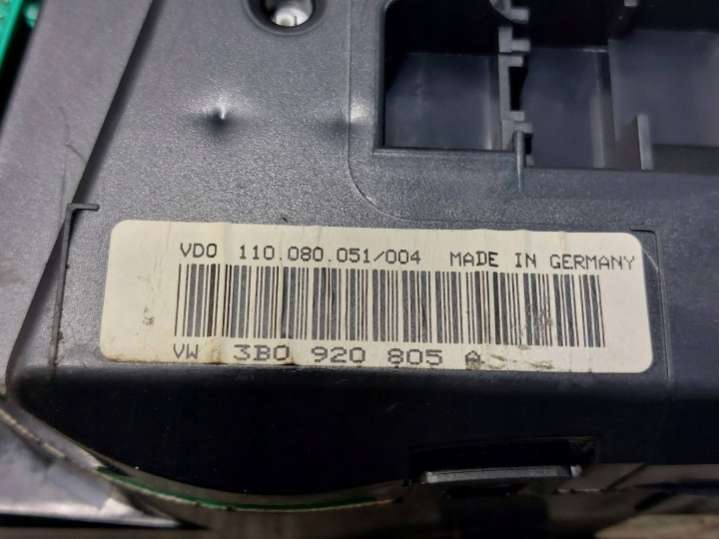 VDO 110.080.051/004 MADE IN GERMANY
VW 3B0 920 805 A